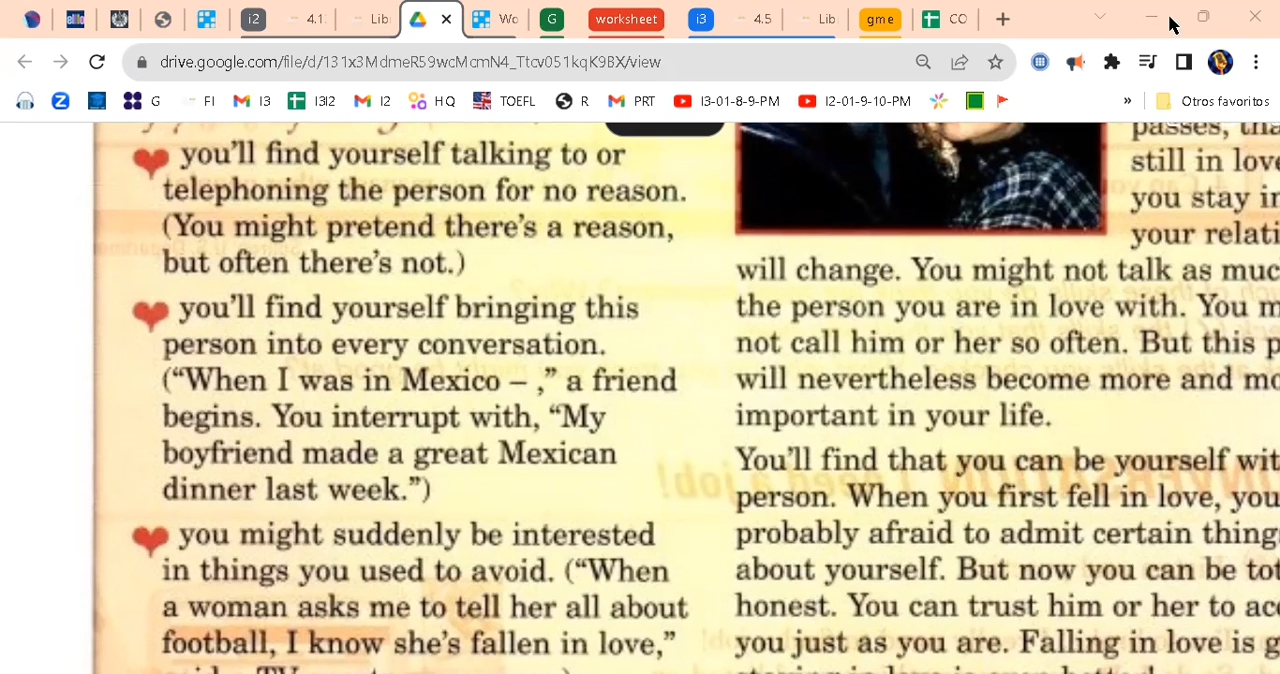 i2
4.1
Lib
Wo
G
worksheet
i3
4.5
Lib
gme
CO
drive.google.com/file/d/131x3MdmeR59wdMcmN4_Ttcv051kqK9BX/view
G
FI
I3
I3I2
I2
HQ
TOEFL
R
PRT
I3-01-8-9-PM
I2-01-9-10-PM
»
Otros favoritos
you'll find yourself talking to or
telephoning the person for no reason.
(You might pretend there's a reason,
but often there's not.)
you'll find yourself bringing this
person into every conversation.
("When I was in Mexico – ," a friend
begins. You interrupt with, "My
boyfriend made a great Mexican
dinner last week.")
you might suddenly be interested
in things you used to avoid. ("When
a woman asks me to tell her all about
football, I know she's fallen in love,"
passes, tha
still in love
you stay in
your relati
will change. You might not talk as muc
the person you are in love with. You m
not call him or her so often. But this p
will nevertheless become more and mo
important in your life.
You'll find that you can be yourself wit
person. When you first fell in love, you
probably afraid to admit certain thing
about yourself. But now you can be tot
honest. You can trust him or her to acc
you just as you are. Falling in love is g